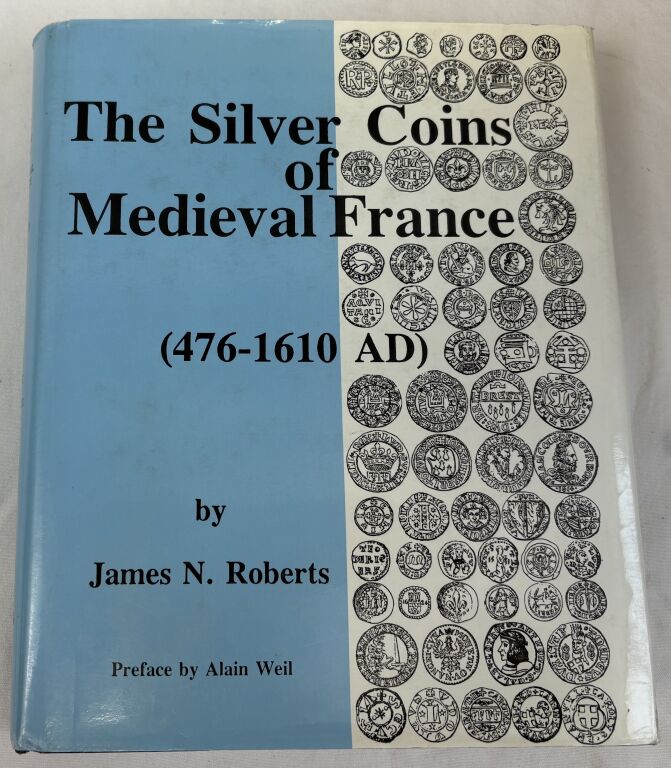 The Silver Coins
of
Medieval France
(476-1610 AD)
by
James N. Roberts
Preface by Alain Weil